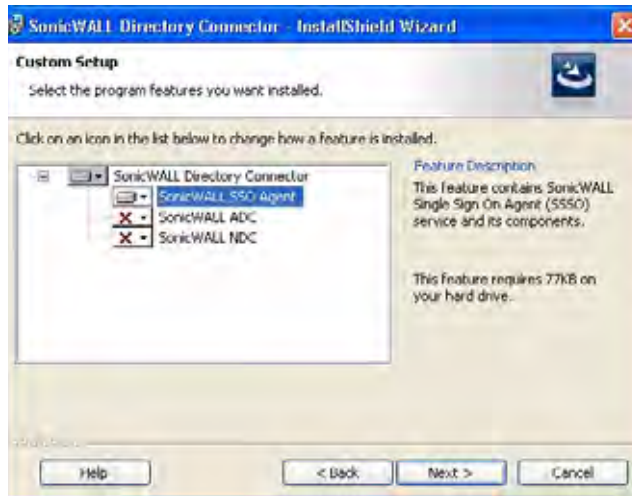 SonicWALL Directory Connector - InstallShield Wizard
Custom Setup
Select the program features you want installed.
Click on an icon in the list below to change how a feature is installed.
SonicWALL Directory Connector
SonicWALL SSO Agent
SonicWALL ADC
SonicWALL NDC
Feature Description
This feature contains SonicWALL
Single Sign On Agent (SSSO)
service and its components.
This feature requires 77KB on
your hard drive.
Help
< Back
Next >
Cancel